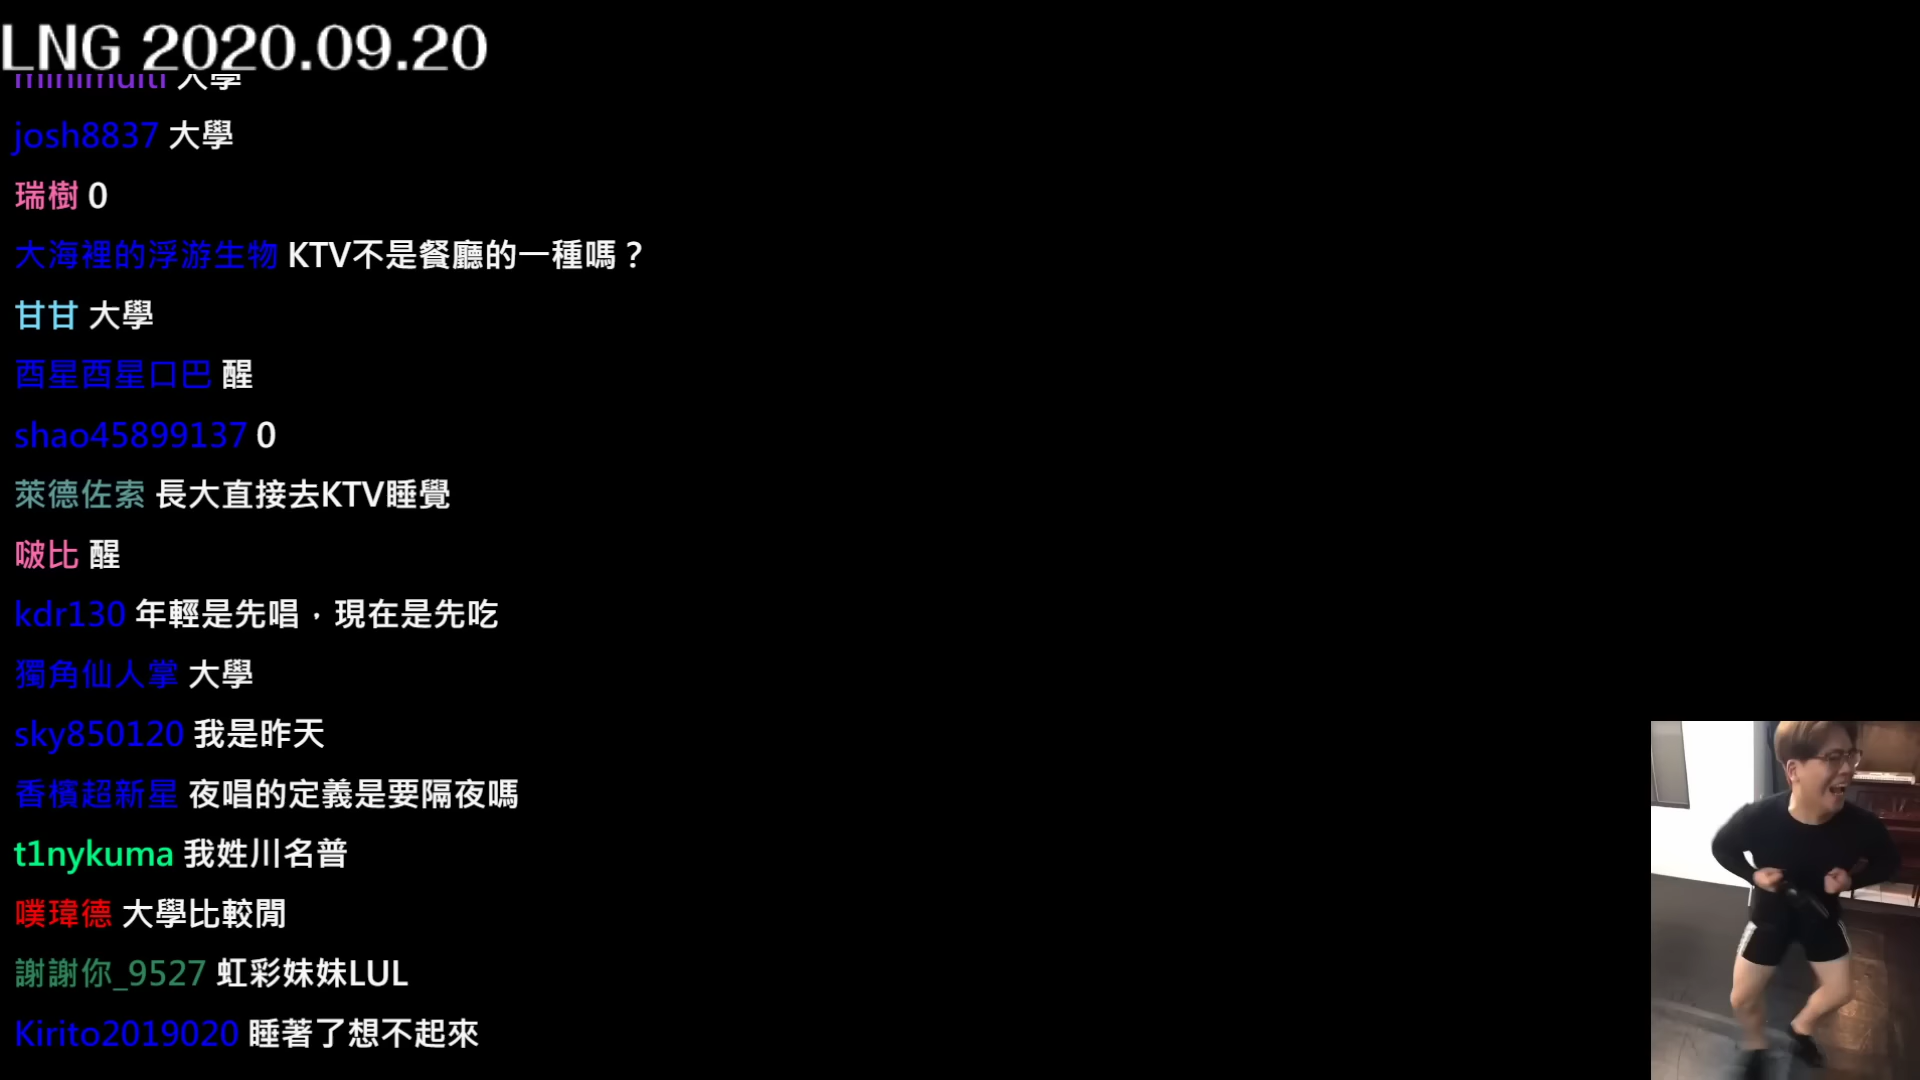 LNG 2020.09.20
minimulti 大學
josh8837 大學
瑞樹 0
大海裡的浮游生物 KTV不是餐廳的一種嗎？
甘甘 大學
酉星酉星口巴 醒
shao45899137 0
萊德佐索 長大直接去KTV睡覺
啵比 醒
kdr130 年輕是先唱，現在是先吃
獨角仙人掌 大學
sky850120 我是昨天
香檳超新星 夜唱的定義是要隔夜嗎
t1nykuma 我姓川名普
噗瑋德 大學比較閒
謝謝你_9527 虹彩妹妹LUL
Kirito2019020 睡著了想不起來